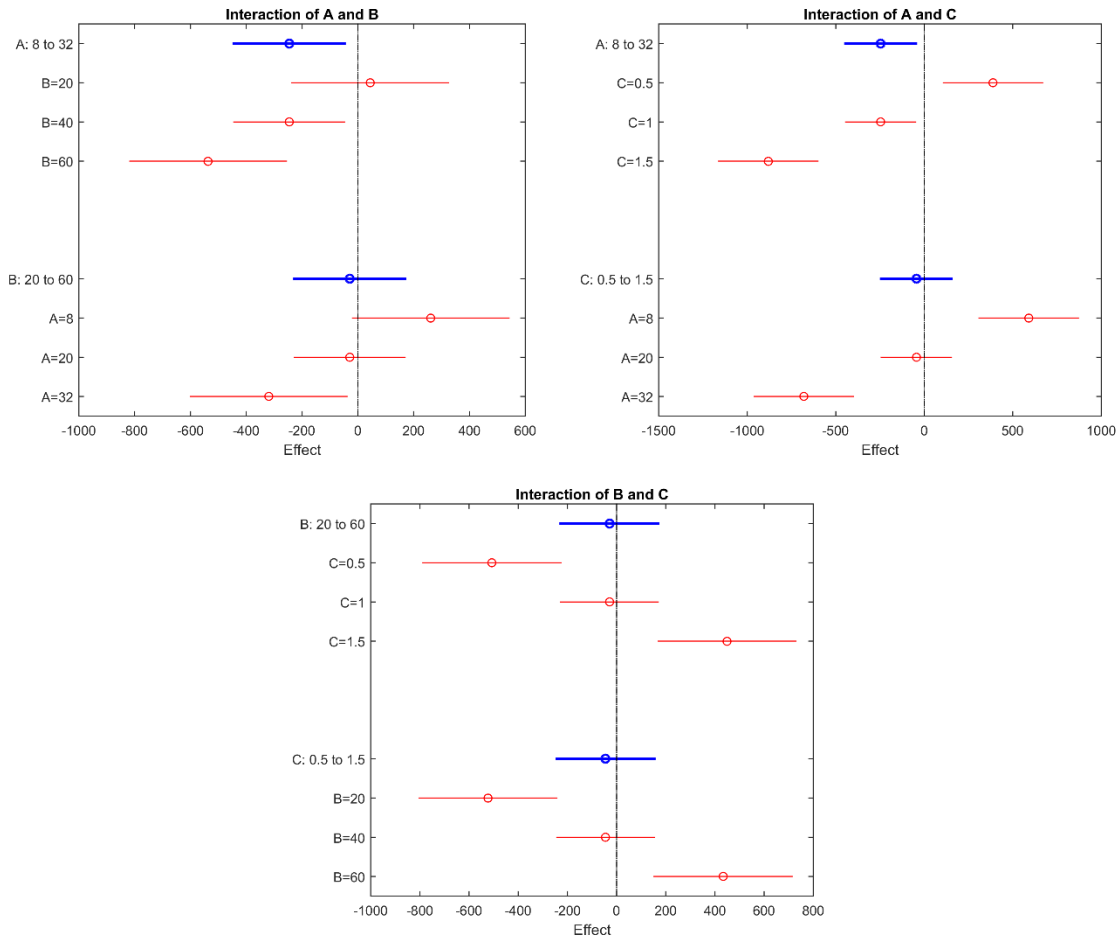 Interaction of A and B
A: 8 to 32
B=20
B=40
B=60
B: 20 to 60
A=8
A=20
A=32
-1000 -800 -600 -400 -200 0 200 400 600
Effect
Interaction of A and C
A: 8 to 32
C=0.5
C=1
C=1.5
C: 0.5 to 1.5
A=8
A=20
A=32
-1500 -1000 -500 0 500 1000
Effect
Interaction of B and C
B: 20 to 60
C=0.5
C=1
C=1.5
C: 0.5 to 1.5
B=20
B=40
B=60
-1000 -800 -600 -400 -200 0 200 400 600 800
Effect